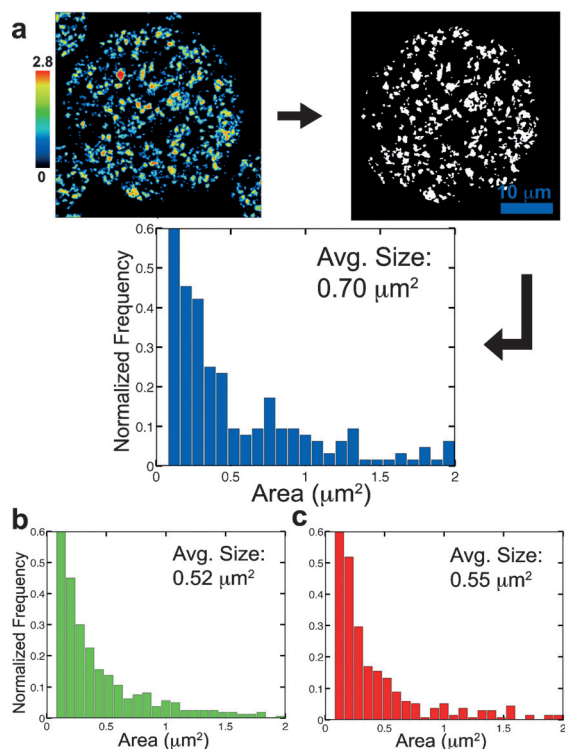 a
2.8
0
10 μm
0.6
0.5
0.4
0.3
0.2
0.1
0
Normalized Frequency
Avg. Size:
0.70 μm²
0
0.5
1
1.5
2
Area (μm²)
b
0.6
0.5
0.4
0.3
0.2
0.1
0
Normalized Frequency
Avg. Size:
0.52 μm²
0
0.5
1
1.5
2
Area (μm²)
c
0.6
0.5
0.4
0.3
0.2
0.1
0
Avg. Size:
0.55 μm²
0
0.5
1
1.5
2
Area (μm²)